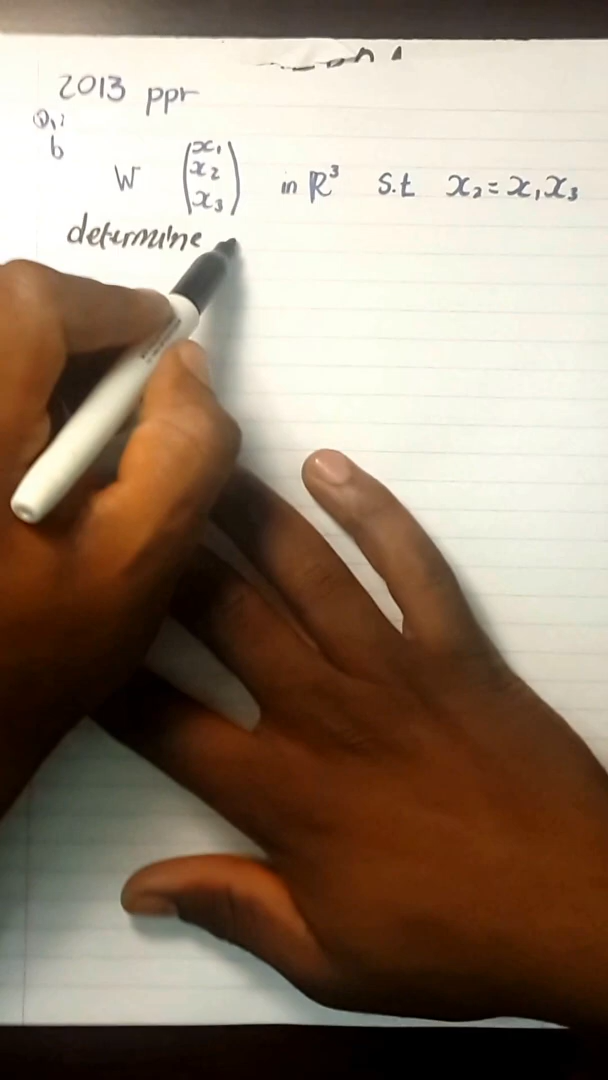 2013 ppr
Q1:
b
W (x₁ x₂ x₃) in ℝ³ s.t x₂ = x₁x₃
determine